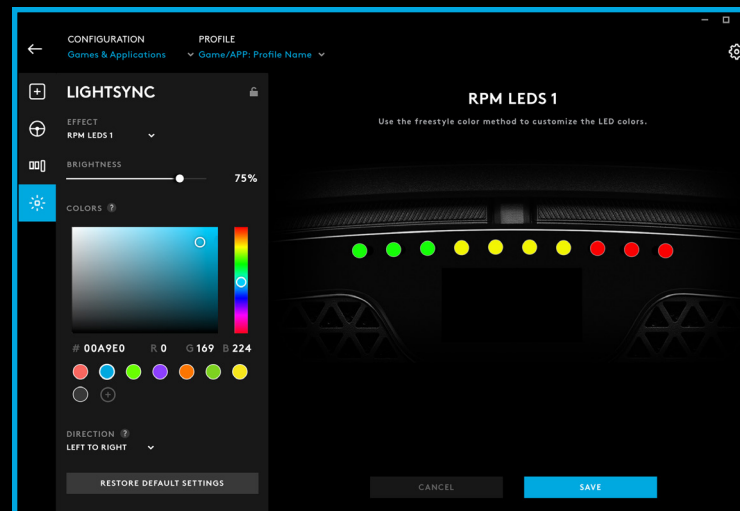 CONFIGURATION
Games & Applications
PROFILE
Game/APP: Profile Name
LIGHTSYNC
EFFECT
RPM LEDS 1
BRIGHTNESS
75%
COLORS ?
# 00A9E0 R 0 G 169 B 224
DIRECTION ?
LEFT TO RIGHT
RESTORE DEFAULT SETTINGS
RPM LEDS 1
Use the freestyle color method to customize the LED colors.
CANCEL
SAVE